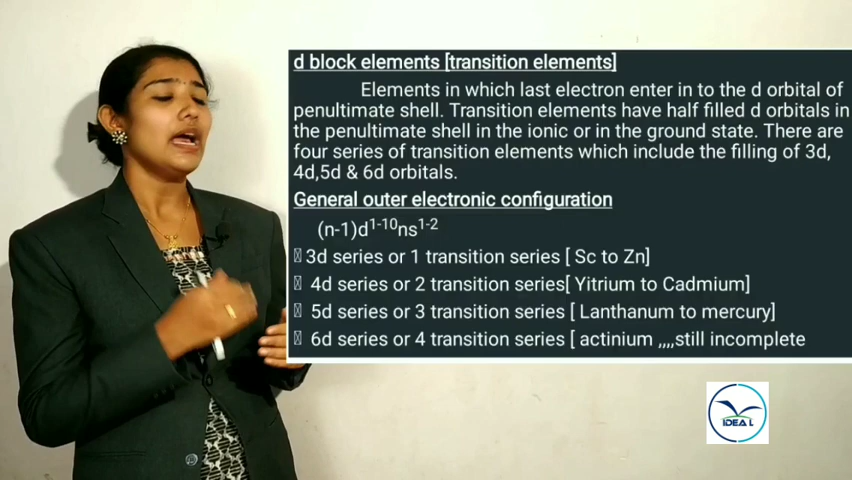 d block elements [transition elements]
Elements in which last electron enter in to the d orbital of
penultimate shell. Transition elements have half filled d orbitals in
the penultimate shell in the ionic or in the ground state. There are
four series of transition elements which include the filling of 3d,
4d,5d & 6d orbitals.
General outer electronic configuration
(n-1)d¹⁻¹⁰ns¹⁻²
3d series or 1 transition series [ Sc to Zn]
4d series or 2 transition series[ Yitrium to Cadmium]
5d series or 3 transition series [ Lanthanum to mercury]
6d series or 4 transition series [ actinium ,,,,still incomplete
IDEAL